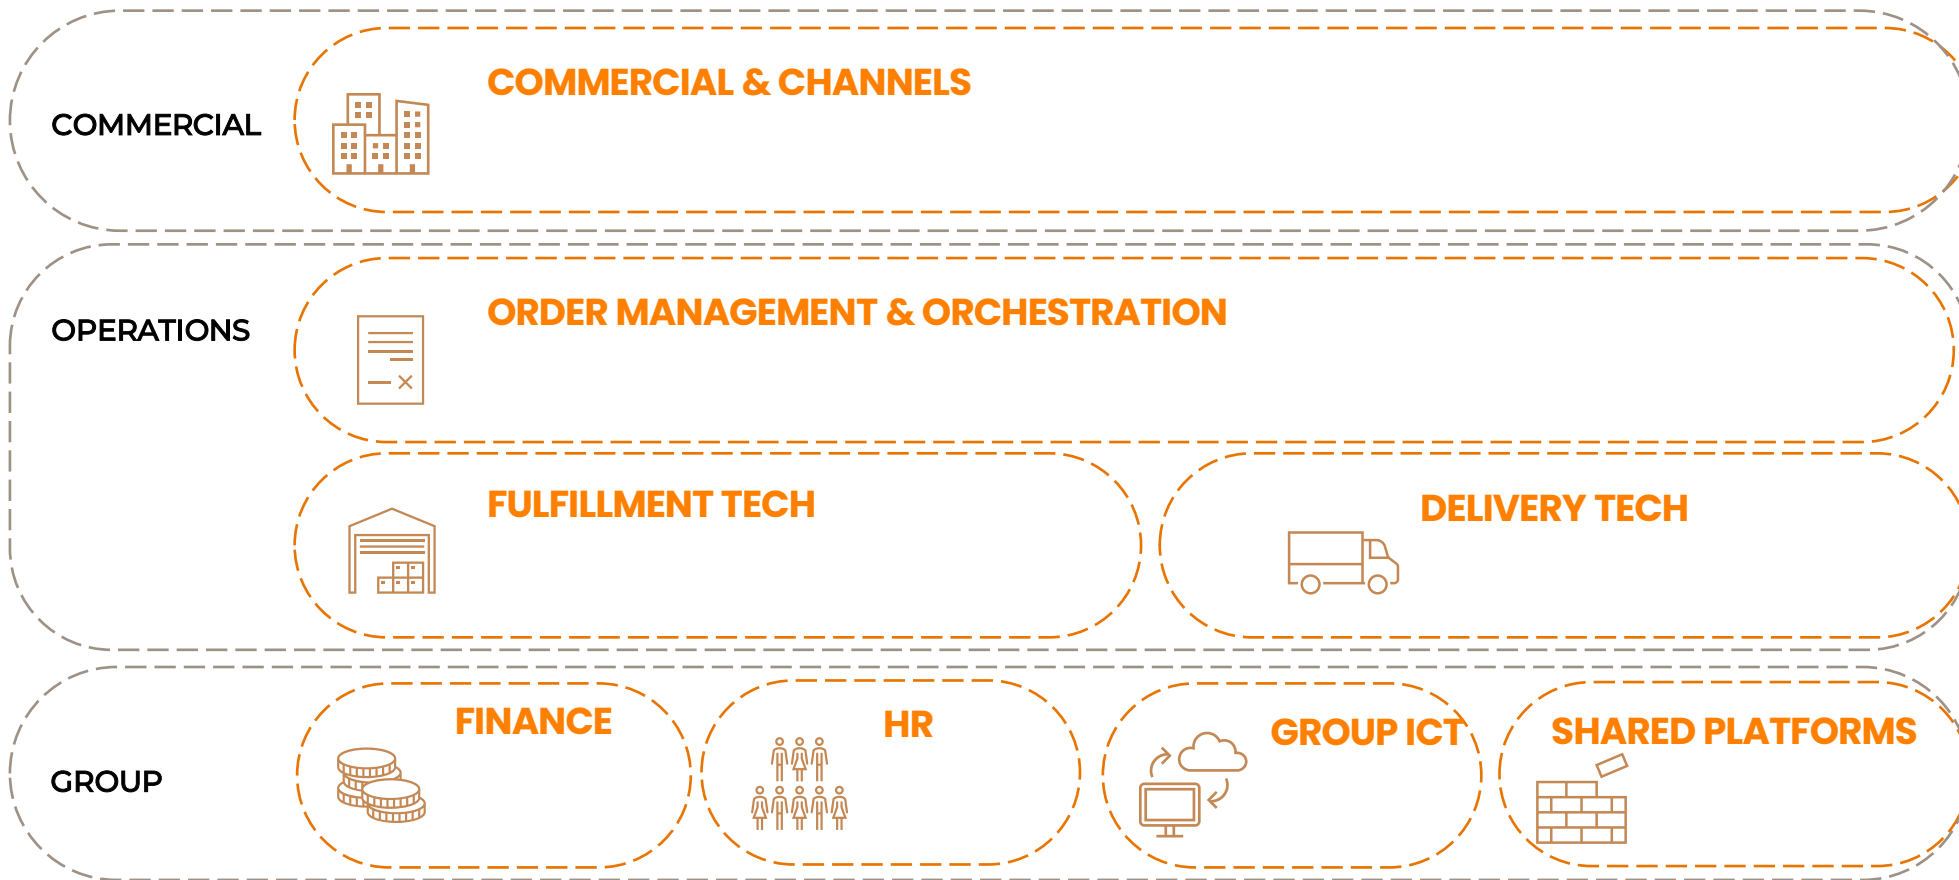 COMMERCIAL
COMMERCIAL & CHANNELS
OPERATIONS
ORDER MANAGEMENT & ORCHESTRATION
FULFILLMENT TECH
DELIVERY TECH
GROUP
FINANCE
HR
GROUP ICT
SHARED PLATFORMS